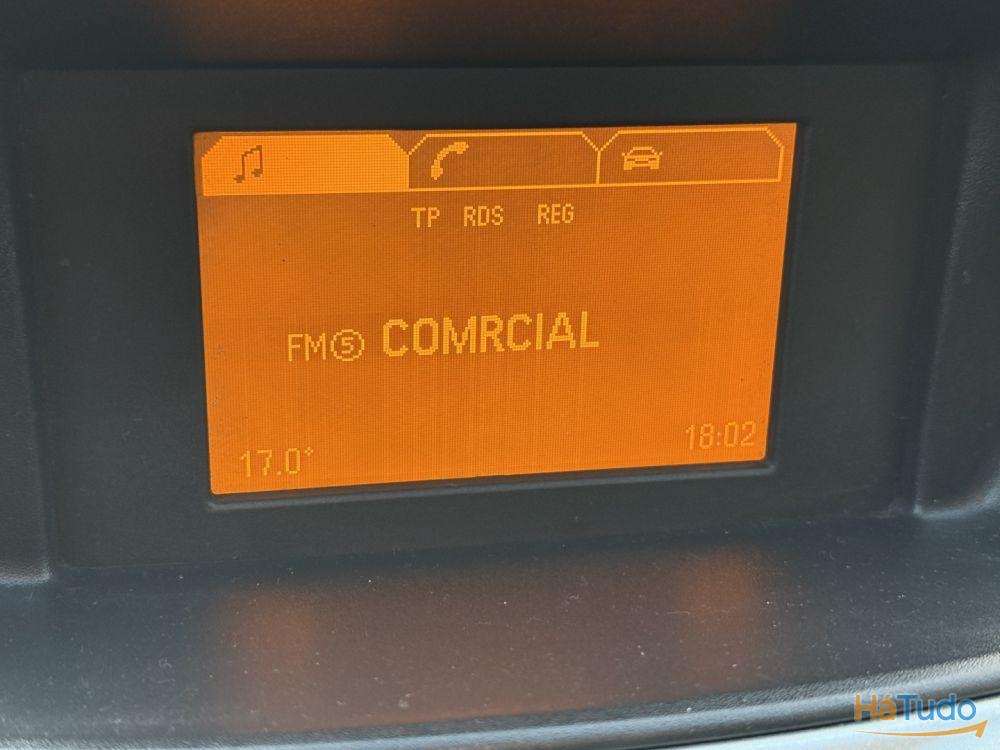 TP RDS REG
FM⑤ COMRCIAL
17.0° 18:02
HáTudo